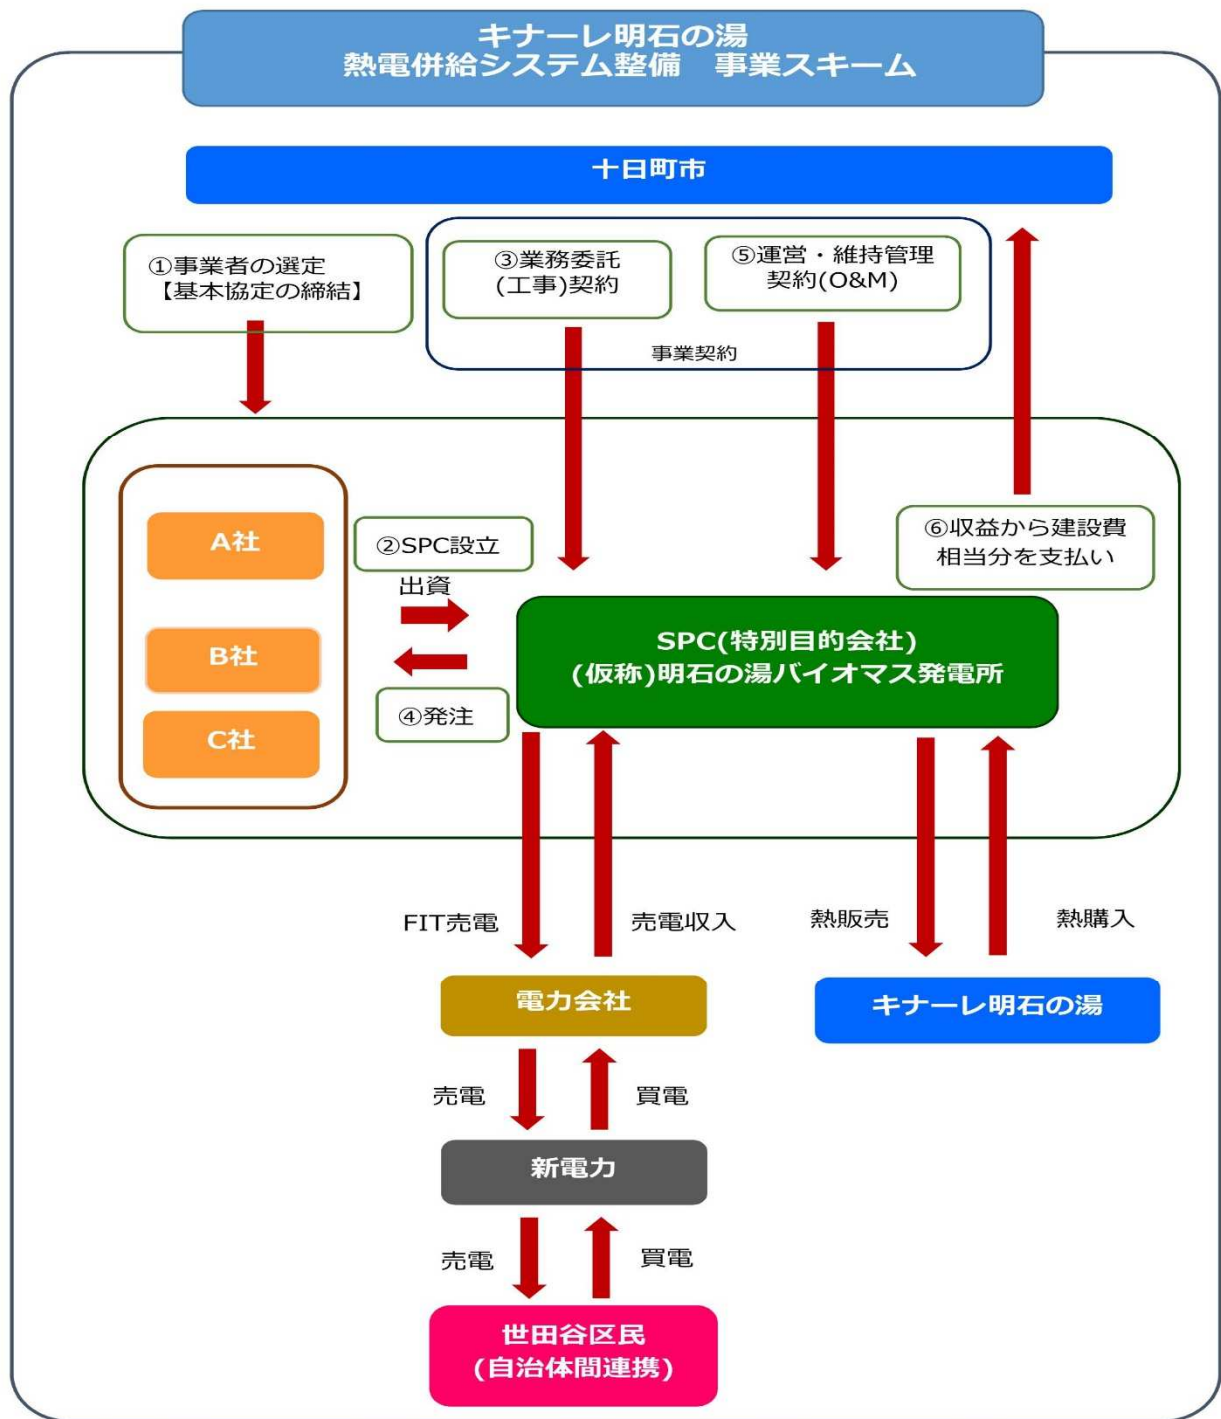 キナーレ明石の湯
熱電併給システム整備　事業スキーム
十日町市
①事業者の選定
【基本協定の締結】
③業務委託
(工事)契約
⑤運営・維持管理
契約(O&M)
事業契約
A社
B社
C社
②SPC設立
出資
④発注
⑥収益から建設費
相当分を支払い
SPC(特別目的会社)
(仮称)明石の湯バイオマス発電所
FIT売電
売電収入
熱販売
熱購入
電力会社
キナーレ明石の湯
売電
買電
新電力
売電
買電
世田谷区民
(自治体間連携)